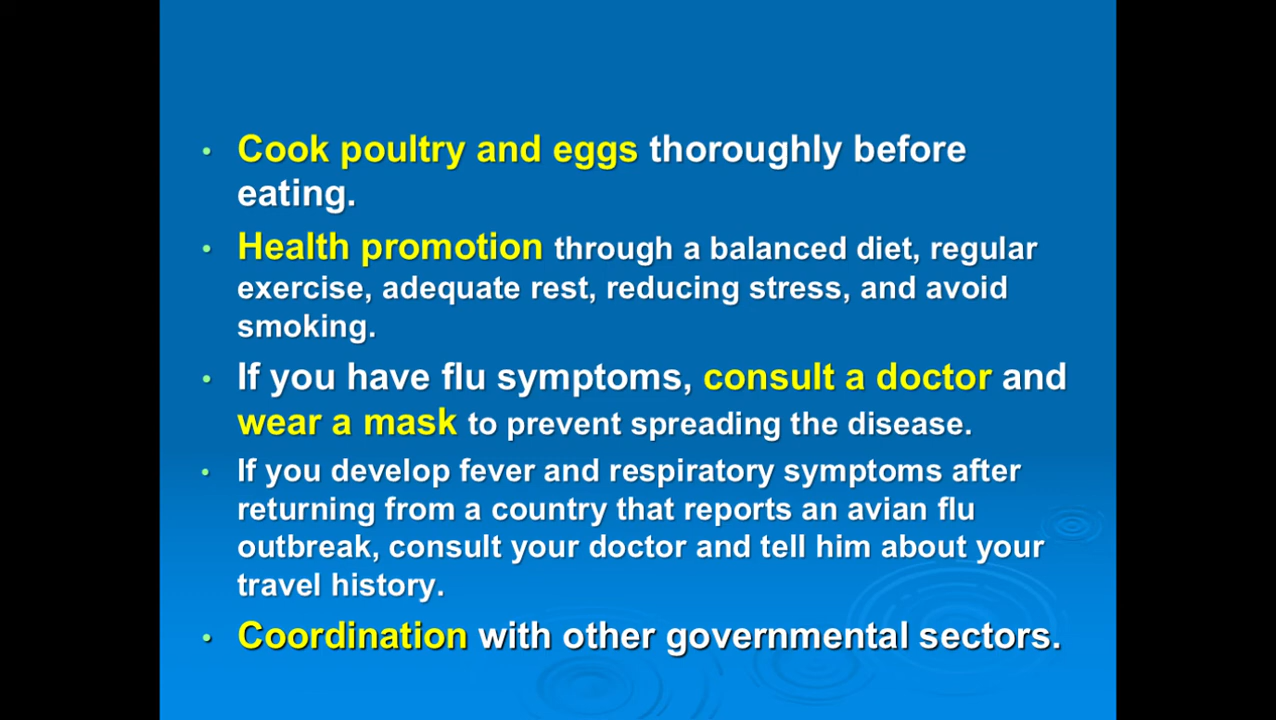 • Cook poultry and eggs thoroughly before
eating.
• Health promotion through a balanced diet, regular
exercise, adequate rest, reducing stress, and avoid
smoking.
• If you have flu symptoms, consult a doctor and
wear a mask to prevent spreading the disease.
• If you develop fever and respiratory symptoms after
returning from a country that reports an avian flu
outbreak, consult your doctor and tell him about your
travel history.
• Coordination with other governmental sectors.